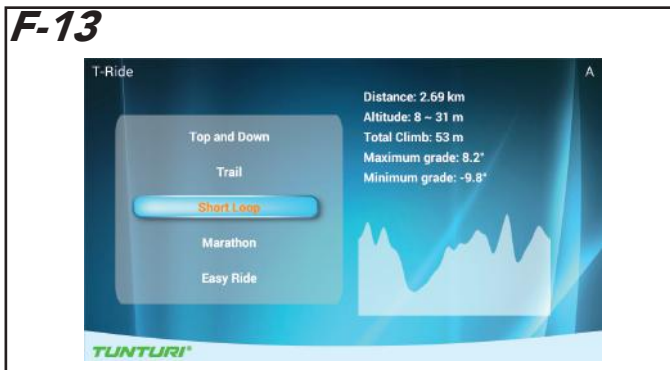 F-13
T-Ride
A
Distance: 2.69 km
Altitude: 8 ~ 31 m
Total Climb: 53 m
Maximum grade: 8.2°
Minimum grade: -9.8°
Top and Down
Trail
Short Loop
Marathon
Easy Ride
TUNTURI®